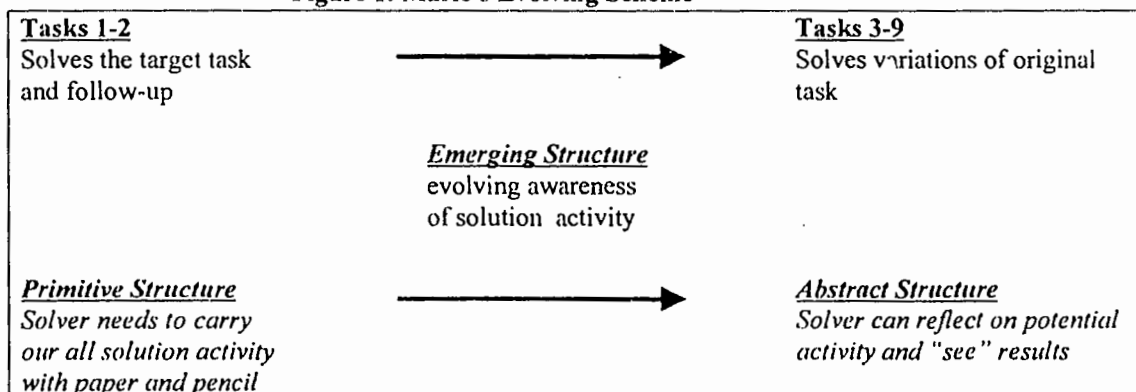 Tasks 1-2
Solves the target task
and follow-up
Tasks 3-9
Solves variations of original
task
Emerging Structure
evolving awareness
of solution activity
Primitive Structure
Solver needs to carry
our all solution activity
with paper and pencil
Abstract Structure
Solver can reflect on potential
activity and "see" results